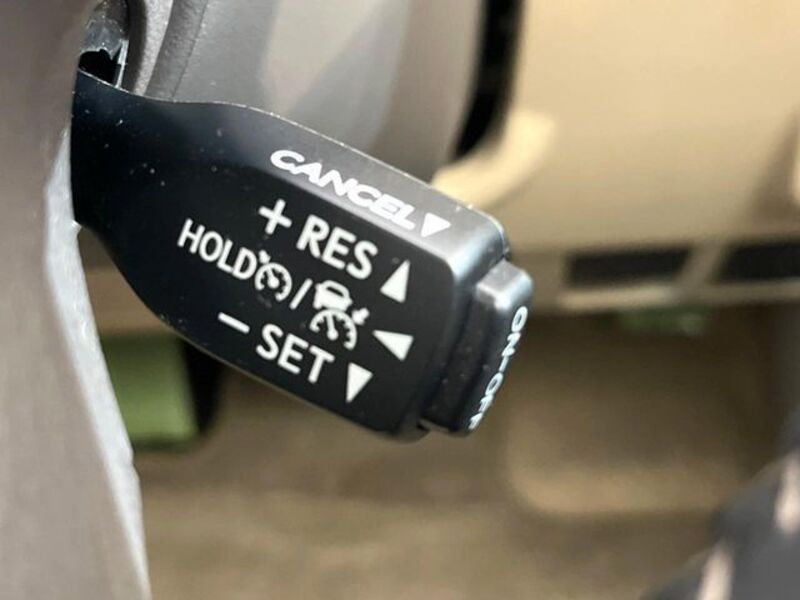 CANCEL▼
+ RES ▲
HOLD / ◀
− SET ▼
ON-OFF